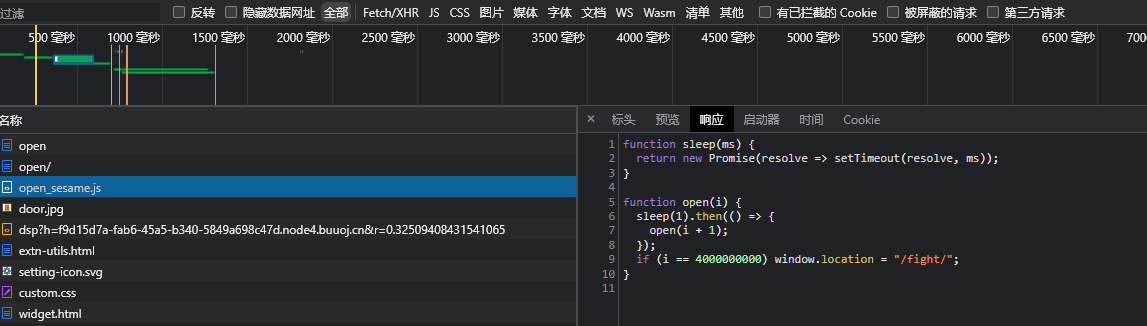 过滤 反转 隐藏数据网址 全部 Fetch/XHR JS CSS 图片 媒体 字体 文档 WS Wasm 清单 其他 有已拦截的 Cookie 被屏蔽的请求 第三方请求
500 毫秒 1000 毫秒 1500 毫秒 2000 毫秒 2500 毫秒 3000 毫秒 3500 毫秒 4000 毫秒 4500 毫秒 5000 毫秒 5500 毫秒 6000 毫秒 6500 毫秒 700
名称
open
open/
open_sesame.js
door.jpg
dsp?h=f9d15d7a-fab6-45a5-b340-5849a698c47d.node4.buuoj.cn&r=0.32509408431541065
extn-utils.html
setting-icon.svg
custom.css
widget.html
× 标头 预览 响应 启动器 时间 Cookie
1 function sleep(ms) {
2   return new Promise(resolve => setTimeout(resolve, ms));
3 }
4
5 function open(i) {
6   sleep(1).then(() => {
7     open(i + 1);
8   });
9   if (i == 4000000000) window.location = "/fight/";
10 }
11